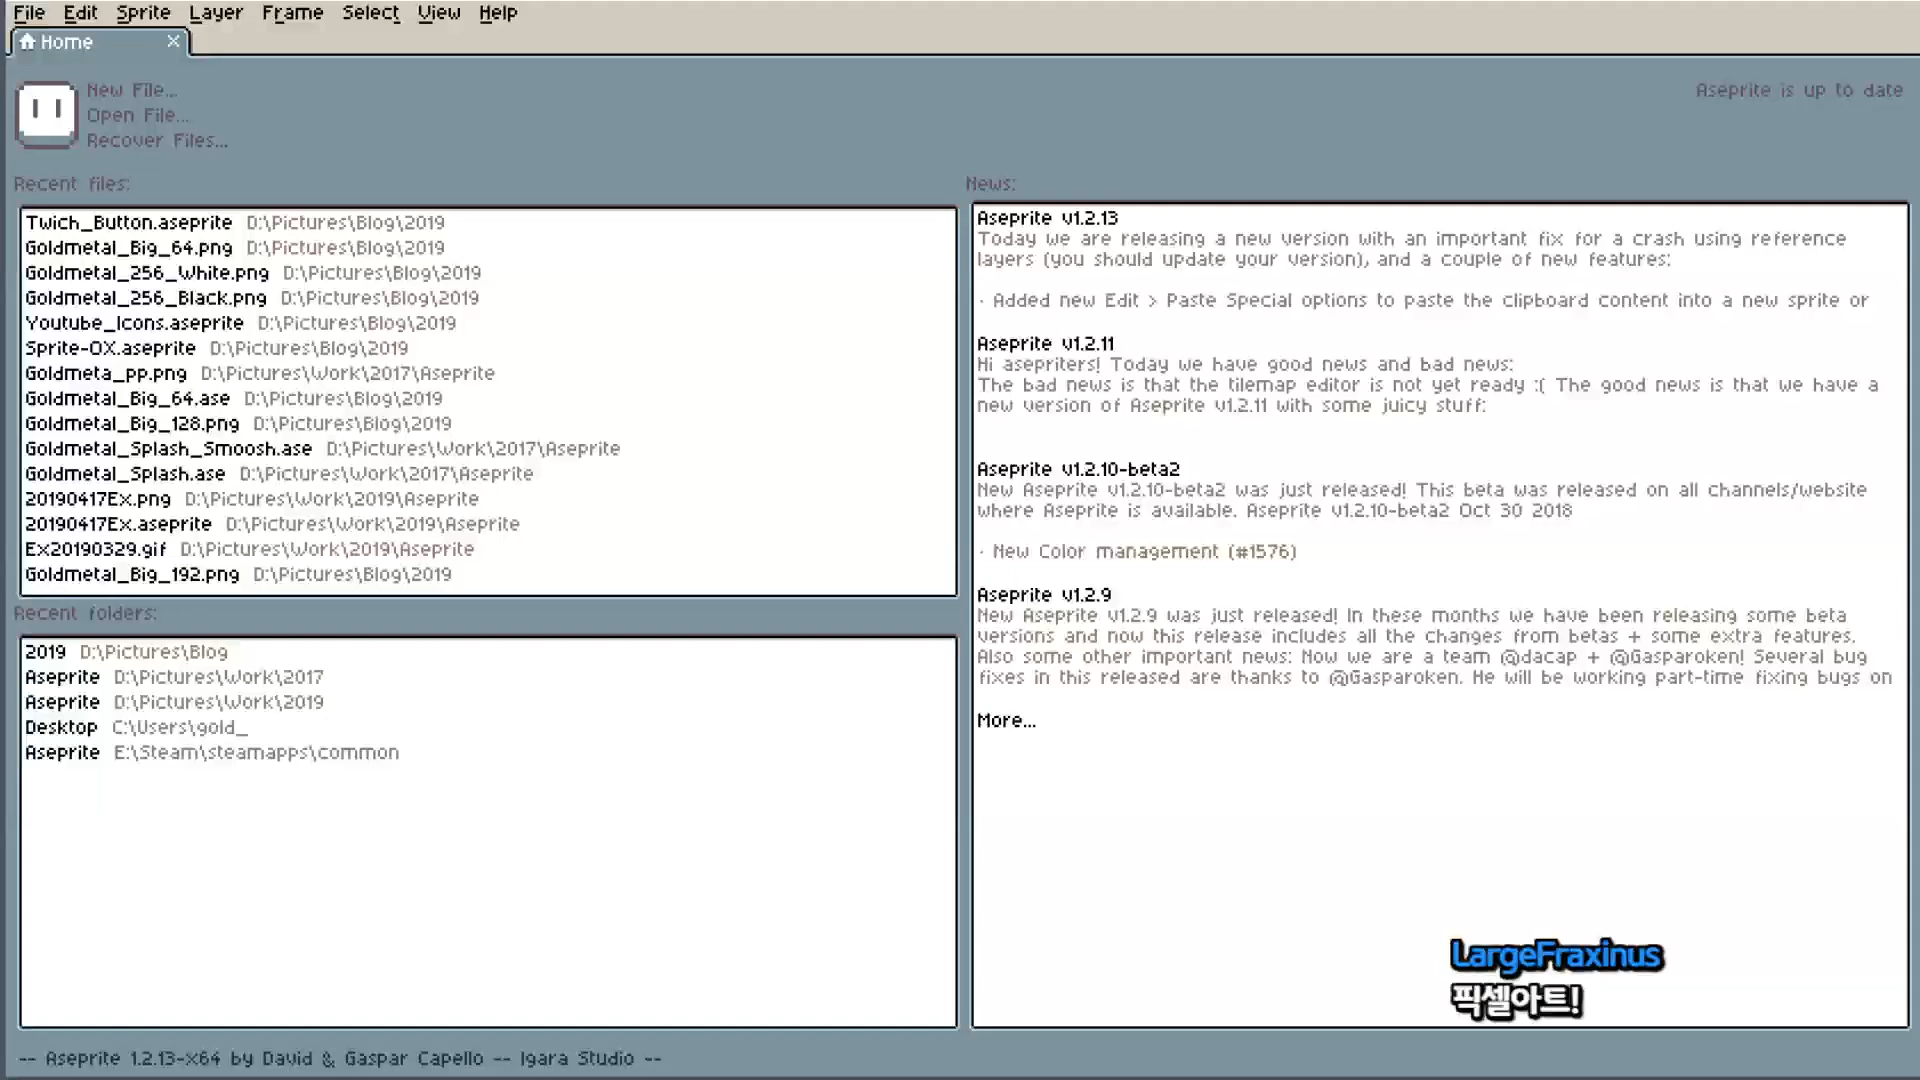 File Edit Sprite Layer Frame Select View Help
Home
New File...
Open File...
Recover Files...
Aseprite is up to date
Recent files:
Twich_Button.aseprite D:\Pictures\Blog\2019
Goldmetal_Big_64.png D:\Pictures\Blog\2019
Goldmetal_256_White.png D:\Pictures\Blog\2019
Goldmetal_256_Black.png D:\Pictures\Blog\2019
Youtube_Icons.aseprite D:\Pictures\Blog\2019
Sprite-OX.aseprite D:\Pictures\Blog\2019
Goldmeta_pp.png D:\Pictures\Work\2017\Aseprite
Goldmetal_Big_64.ase D:\Pictures\Blog\2019
Goldmetal_Big_128.png D:\Pictures\Blog\2019
Goldmetal_Splash_Smoosh.ase D:\Pictures\Work\2017\Aseprite
Goldmetal_Splash.ase D:\Pictures\Work\2017\Aseprite
20190417Ex.png D:\Pictures\Work\2019\Aseprite
20190417Ex.aseprite D:\Pictures\Work\2019\Aseprite
Ex20190329.gif D:\Pictures\Work\2019\Aseprite
Goldmetal_Big_192.png D:\Pictures\Blog\2019
Recent folders:
2019 D:\Pictures\Blog
Aseprite D:\Pictures\Work\2017
Aseprite D:\Pictures\Work\2019
Desktop C:\Users\gold_
Aseprite E:\Steam\steamapps\common
News:
Aseprite v1.2.13
Today we are releasing a new version with an important fix for a crash using reference
layers (you should update your version), and a couple of new features:
· Added new Edit > Paste Special options to paste the clipboard content into a new sprite or
Aseprite v1.2.11
Hi asepriters! Today we have good news and bad news:
The bad news is that the tilemap editor is not yet ready :( The good news is that we have a
new version of Aseprite v1.2.11 with some juicy stuff:
Aseprite v1.2.10-beta2
New Aseprite v1.2.10-beta2 was just released! This beta was released on all channels/website
where Aseprite is available. Aseprite v1.2.10-beta2 Oct 30 2018
· New Color management (#1576)
Aseprite v1.2.9
New Aseprite v1.2.9 was just released! In these months we have been releasing some beta
versions and now this release includes all the changes from betas + some extra features.
Also some other important news: Now we are a team @dacap + @Gasparoken! Several bug
fixes in this released are thanks to @Gasparoken. He will be working part-time fixing bugs on
More...
LargeFraxinus
픽셀아트!
-- Aseprite 1.2.13-x64 by David & Gaspar Capello -- Igara Studio --